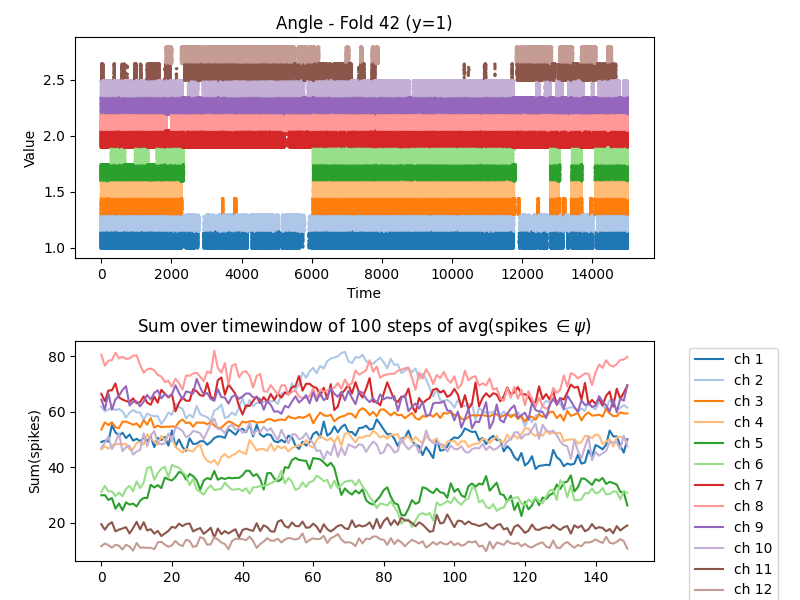 Angle - Fold 42 (y=1)
Value
2.5
2.0
1.5
1.0
0 2000 4000 6000 8000 10000 12000 14000
Time
Sum over timewindow of 100 steps of avg(spikes ∈ ψ)
Sum(spikes)
80
60
40
20
0 20 40 60 80 100 120 140
ch 1
ch 2
ch 3
ch 4
ch 5
ch 6
ch 7
ch 8
ch 9
ch 10
ch 11
ch 12